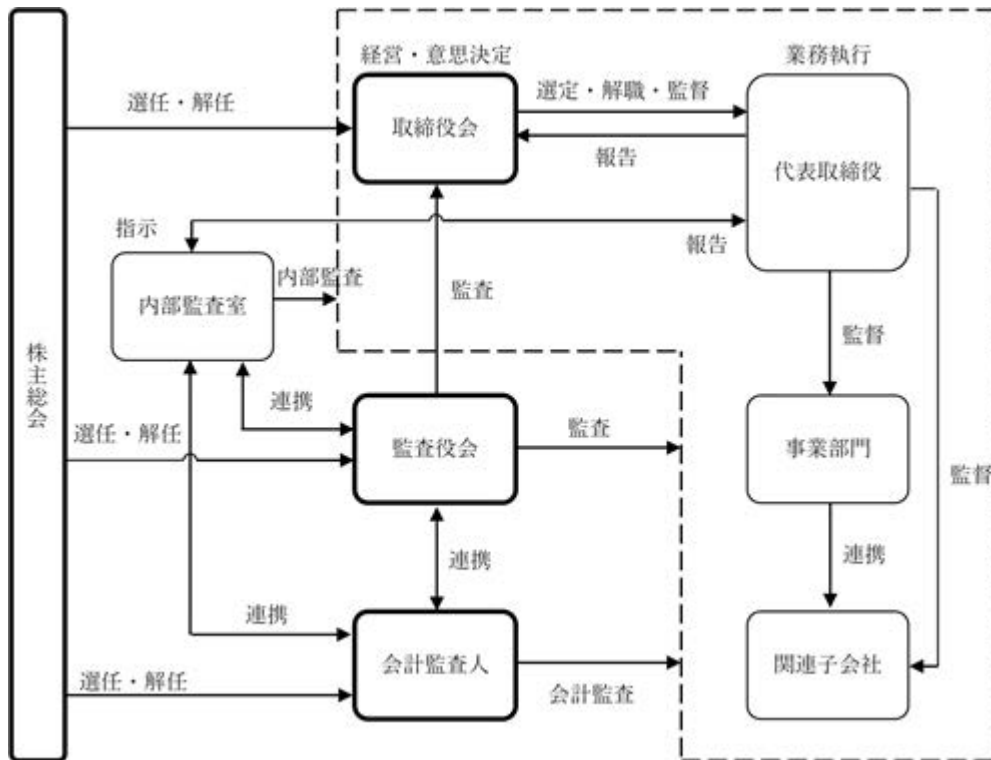 経営・意思決定
業務執行
選任・解任
取締役会
選定・解職・監督
報告
代表取締役
指示
報告
内部監査室
内部監査
監査
監督
株主総会
連携
選任・解任
監査役会
監査
事業部門
監督
連携
連携
連携
会計監査人
関連子会社
選任・解任
会計監査